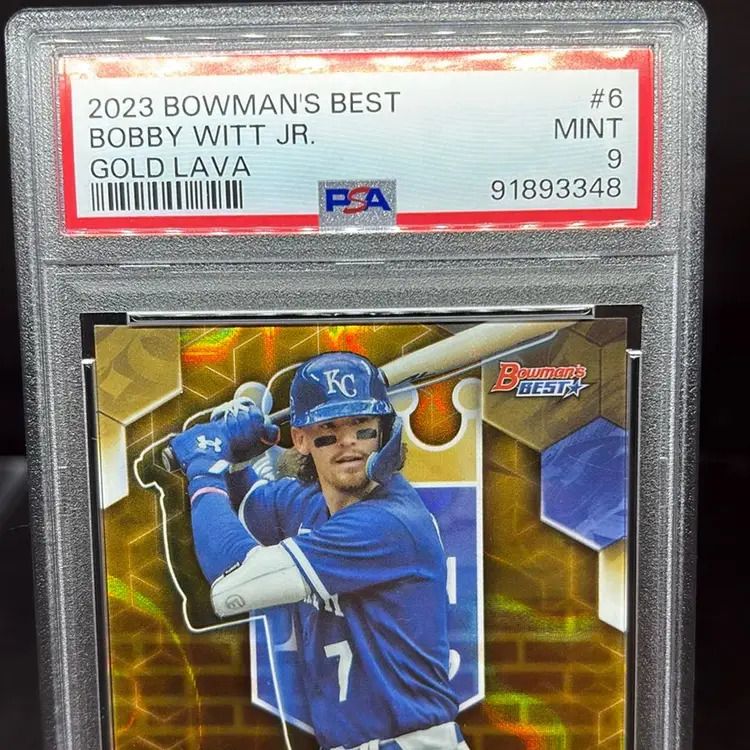 2023 BOWMAN'S BEST #6
BOBBY WITT JR. MINT
GOLD LAVA 9
PSA 91893348
Bowman's
BEST
KC
7